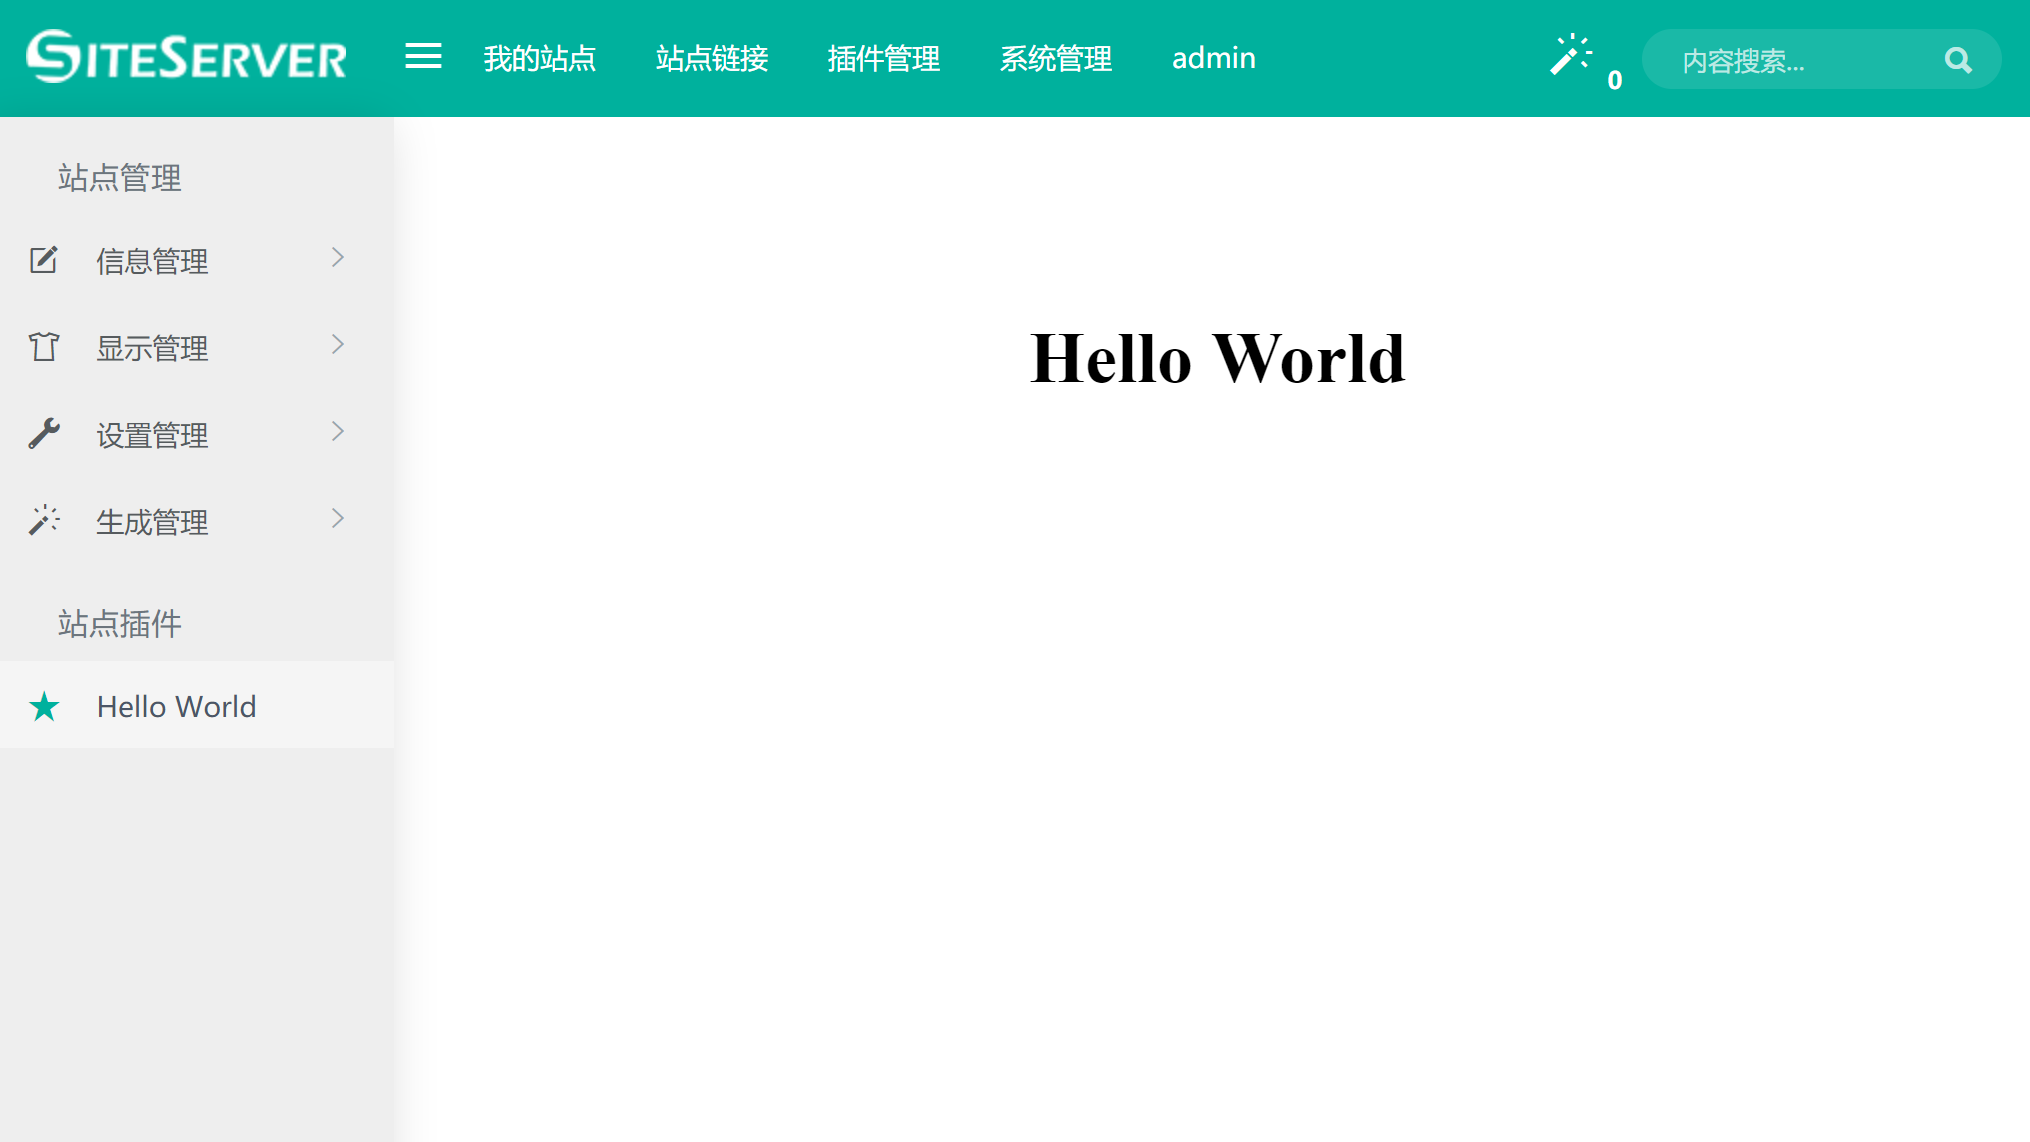 SITESERVER
我的站点 站点链接 插件管理 系统管理 admin 0 内容搜索...
站点管理
信息管理
显示管理
设置管理
生成管理
站点插件
Hello World
Hello World